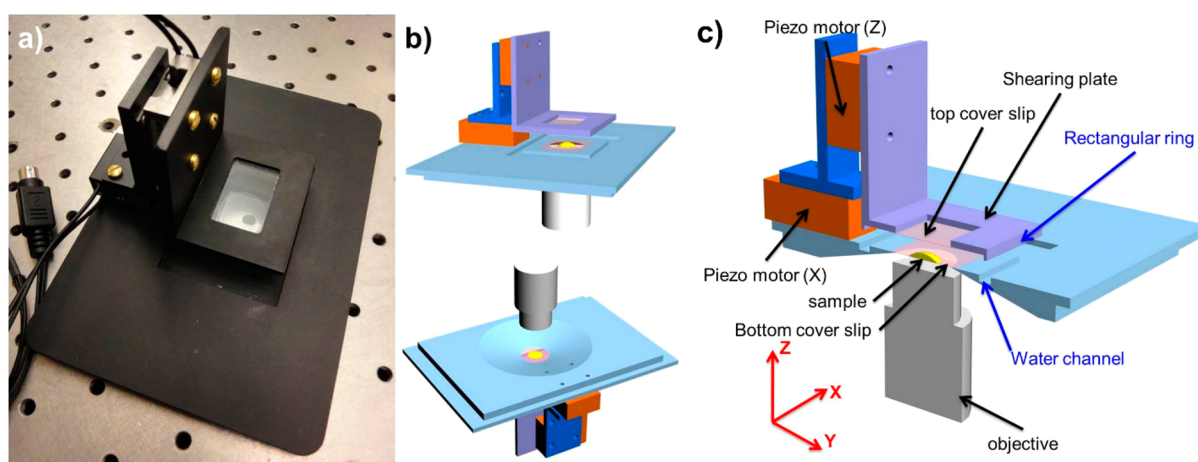 a)
b)
c)
Piezo motor (Z)
Shearing plate
top cover slip
Rectangular ring
Piezo motor (X)
sample
Bottom cover slip
Water channel
Z
X
Y
objective